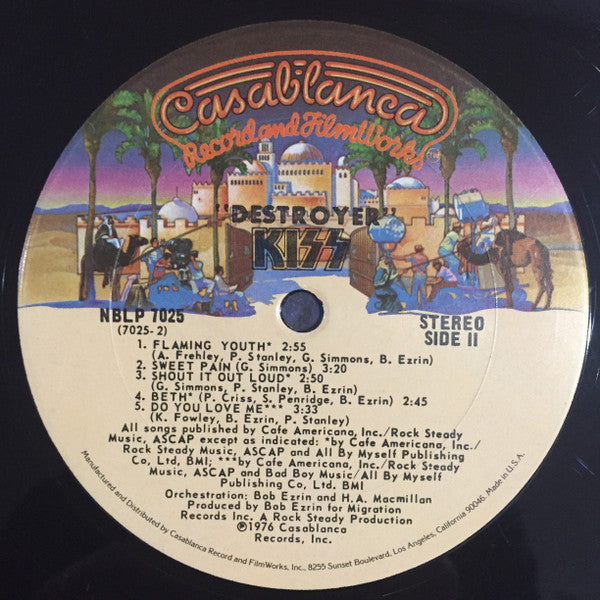 Casablanca
Record and FilmWorks
TM
"DESTROYER"
KISS
NBLP 7025
(7025-2)
STEREO
SIDE II
1. FLAMING YOUTH* 2:55
(A. Frehley, P. Stanley, G. Simmons, B. Ezrin)
2. SWEET PAIN (G. Simmons) 3:20
3. SHOUT IT OUT LOUD* 2:50
(G. Simmons, P. Stanley, B. Ezrin)
4. BETH* (P. Criss, S. Penridge, B. Ezrin) 2:45
5. DO YOU LOVE ME*** 3:33
(K. Fowley, B. Ezrin, P. Stanley)
All songs published by Cafe Americana, Inc./Rock Steady
Music, ASCAP except as indicated: *by Cafe Americana, Inc./
Rock Steady Music, ASCAP and All By Myself Publishing
Co, Ltd, BMI; ***by Cafe Americana, Inc./Rock Steady
Music, ASCAP and Bad Boy Music/All By Myself
Publishing Co, Ltd. BMI
Orchestration: Bob Ezrin and H.A. Macmillan
Produced by Bob Ezrin for Migration
Records Inc. A Rock Steady Production
℗1976 Casablanca
Records, Inc.
Manufactured and Distributed by Casablanca Record and FilmWorks, Inc., 8255 Sunset Boulevard, Los Angeles, California 90046. Made in U.S.A.